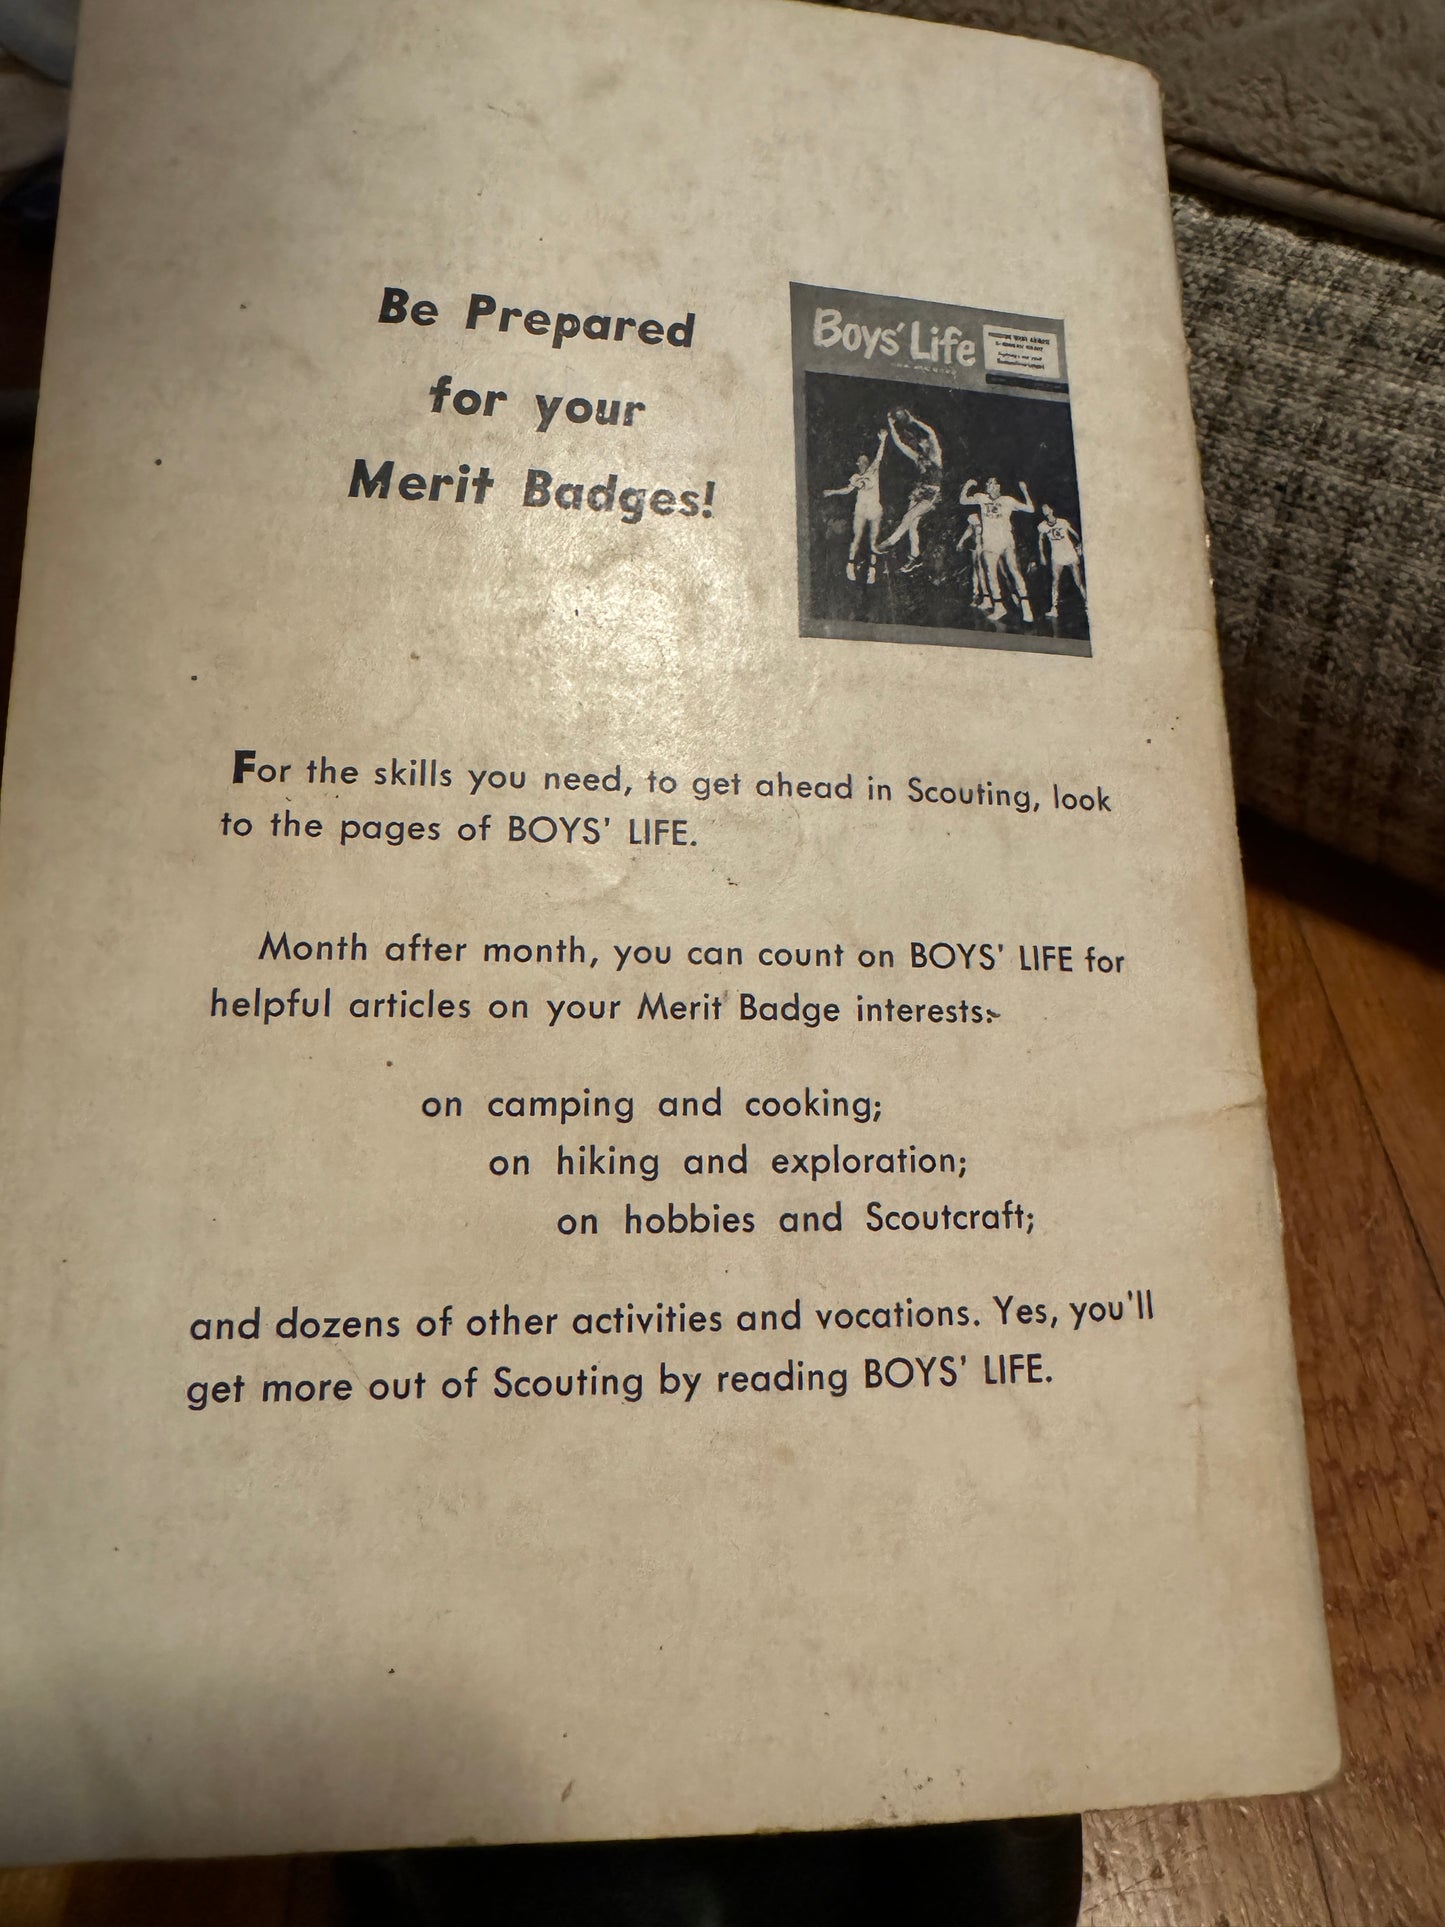 Be Prepared
for your
Merit Badges!
Boys' Life
For the skills you need, to get ahead in Scouting, look
to the pages of BOYS' LIFE.
Month after month, you can count on BOYS' LIFE for
helpful articles on your Merit Badge interests:-
on camping and cooking;
on hiking and exploration;
on hobbies and Scoutcraft;
and dozens of other activities and vocations. Yes, you'll
get more out of Scouting by reading BOYS' LIFE.